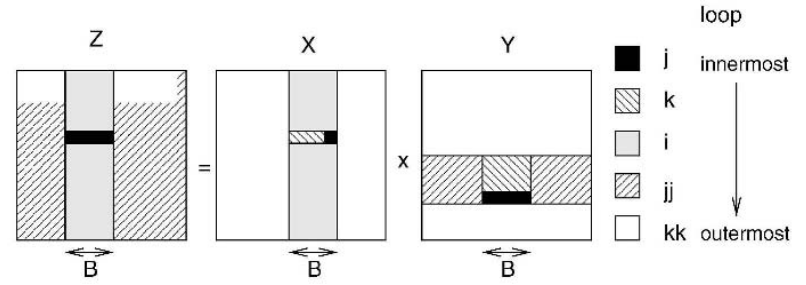 loop
Z X Y
j innermost
k
i
= x
jj
kk outermost
B B B